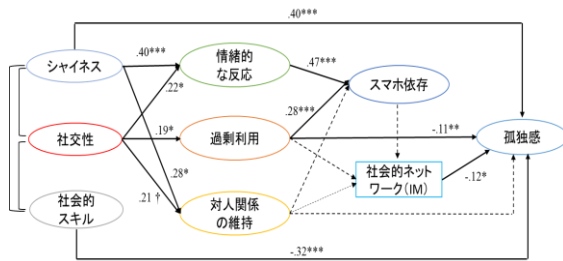 .40***
シャイネス
.40***
情緒的
な反応
.47***
スマホ依存
.22*
.28***
社交性
.19*
過剰利用
-.11**
孤独感
.28*
社会的ネット
ワーク(IM)
-.12*
.21 †
社会的
スキル
対人関係
の維持
-.32***